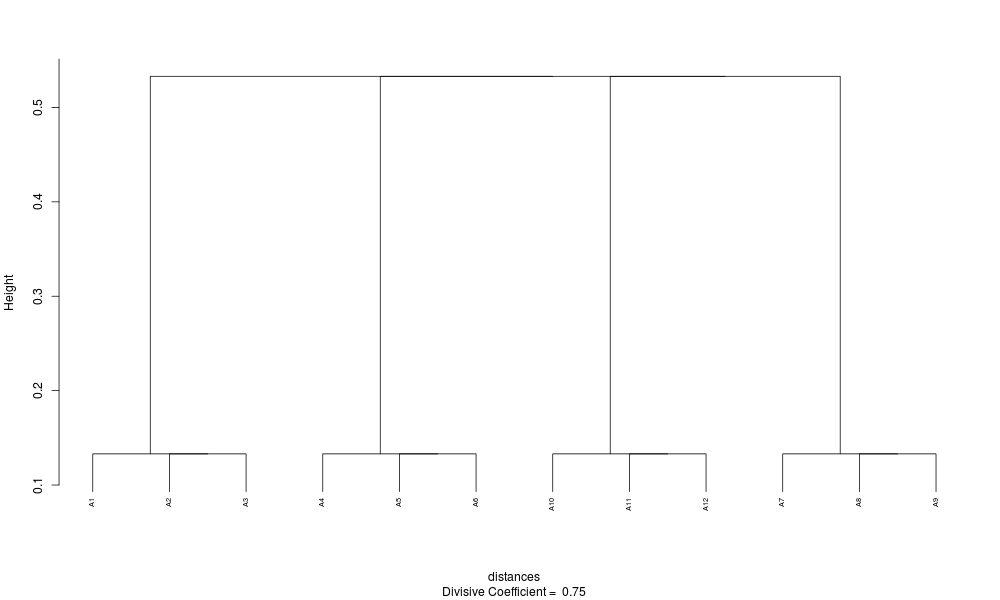 0.5
0.4
0.3
0.2
0.1
Height
A1 A2 A3 A4 A5 A6 A10 A11 A12 A7 A8 A9
distances
Divisive Coefficient = 0.75